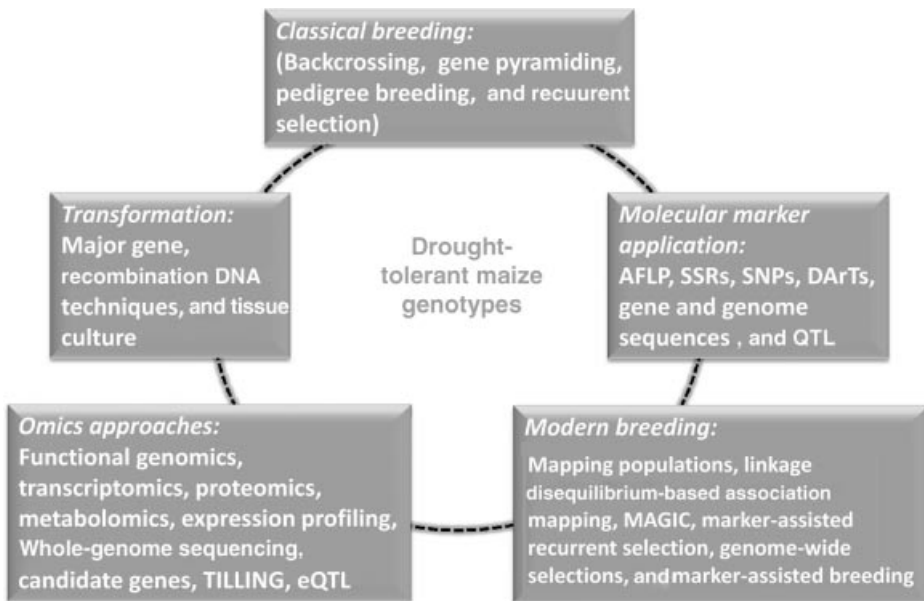 Classical breeding:
(Backcrossing, gene pyramiding,
pedigree breeding, and recuurent
selection)
Transformation:
Major gene,
recombination DNA
techniques, and tissue
culture
Drought-
tolerant maize
genotypes
Molecular marker
application:
AFLP, SSRs, SNPs, DArTs,
gene and genome
sequences , and QTL
Omics approaches:
Functional genomics,
transcriptomics, proteomics,
metabolomics, expression profiling,
Whole-genome sequencing,
candidate genes, TILLING, eQTL
Modern breeding:
Mapping populations, linkage
disequilibrium-based association
mapping, MAGIC, marker-assisted
recurrent selection, genome-wide
selections, and marker-assisted breeding